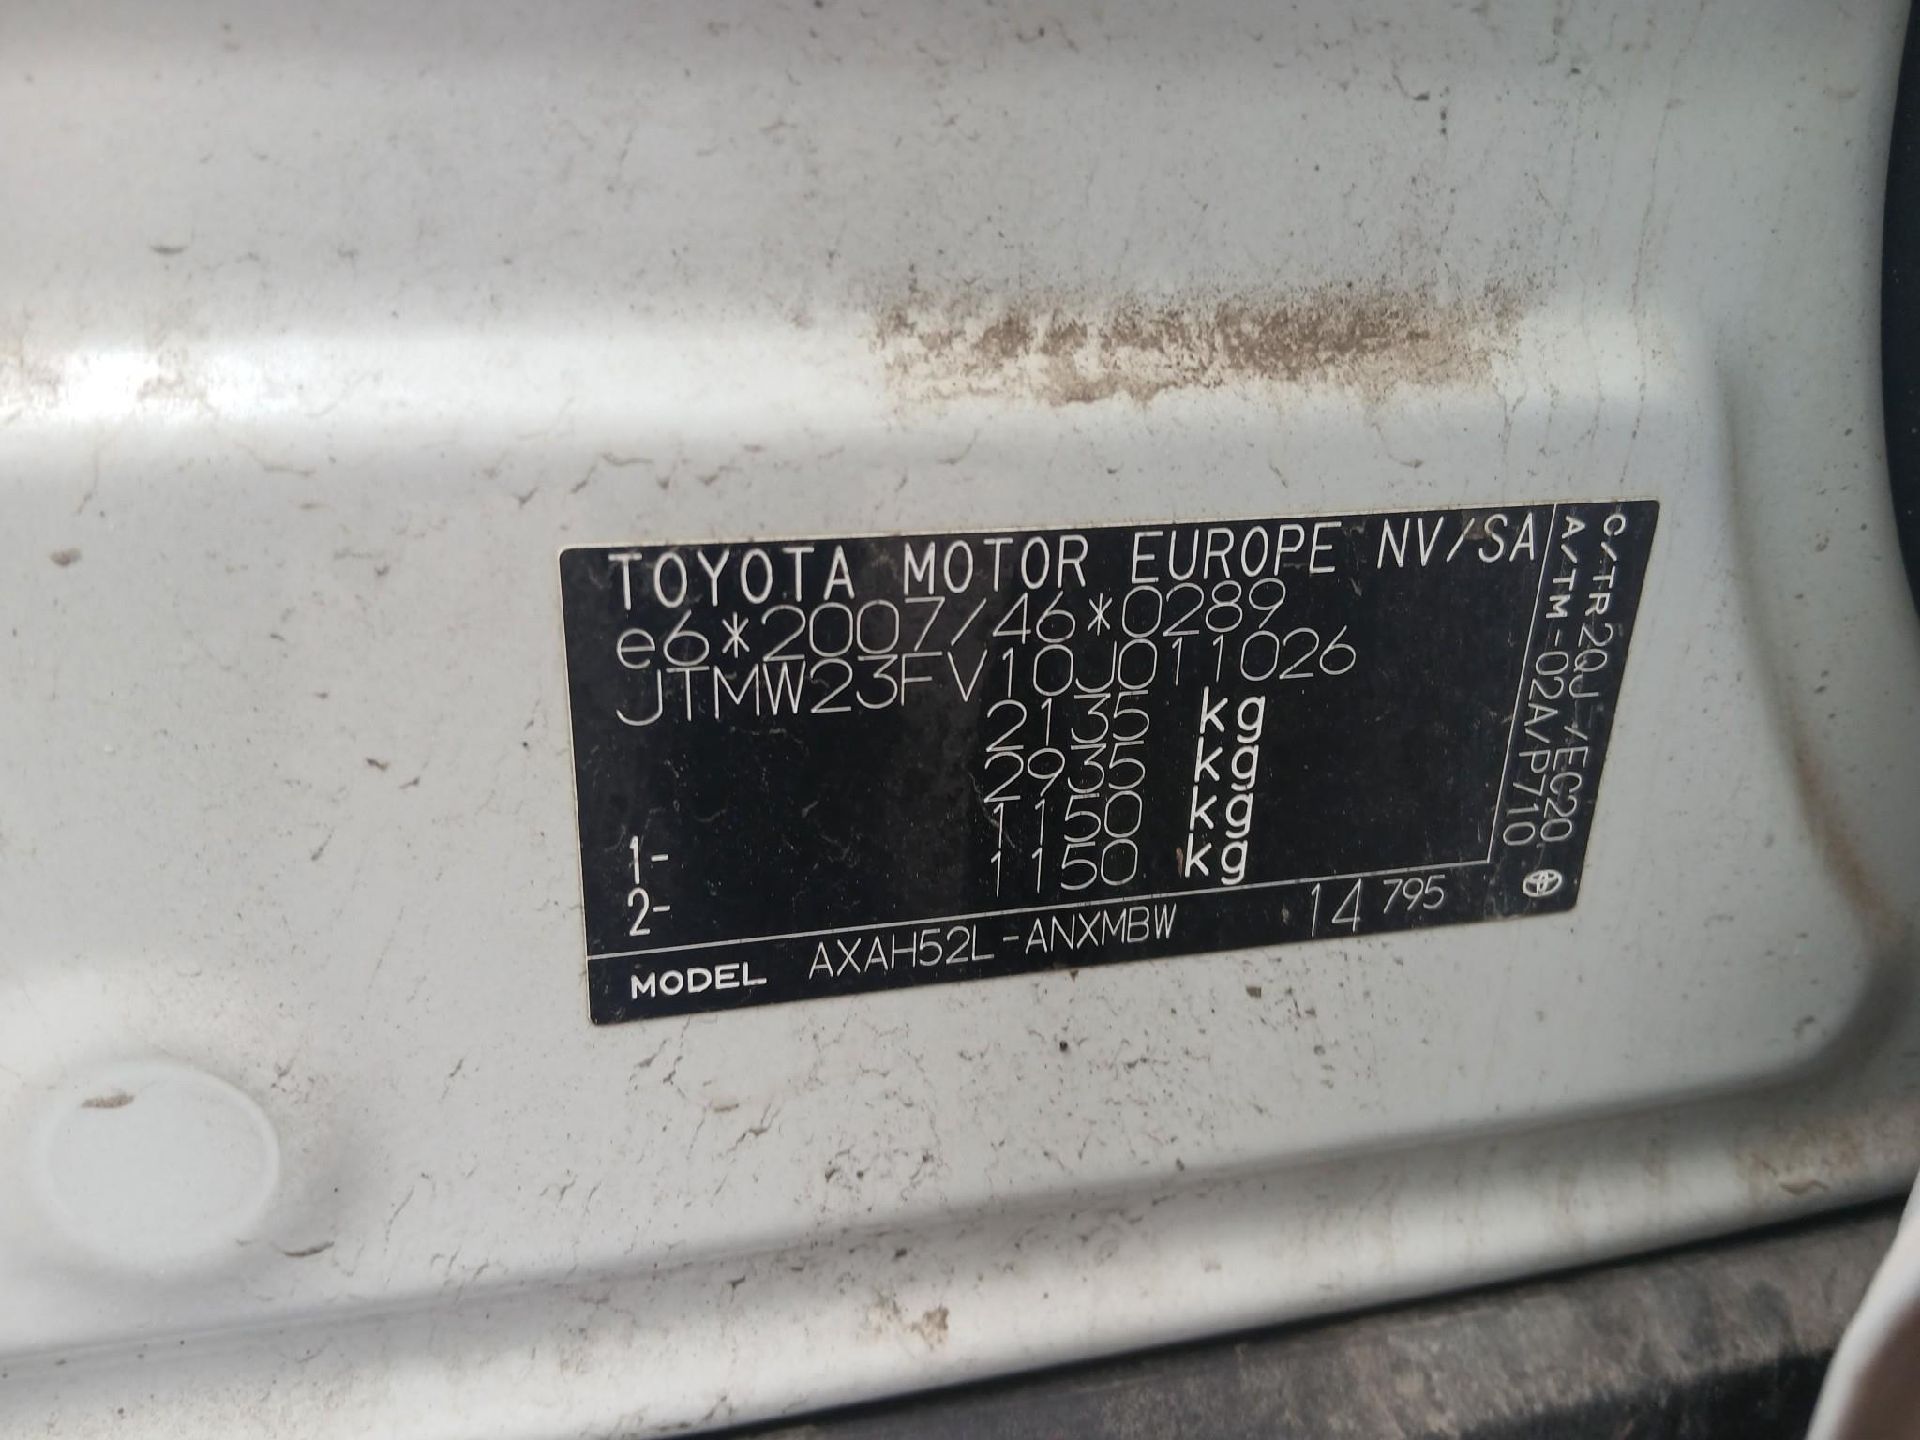 TOYOTA MOTOR EUROPE NV/SA
e6*2007/46*0289
JTMW23FV10J011026
2135 kg
2935 kg
1- 1150 kg
2- 1150 kg
MODEL AXAH52L-ANXMBW 14 795
C/TR 2QJ/EC20
A/TM-02A/P710